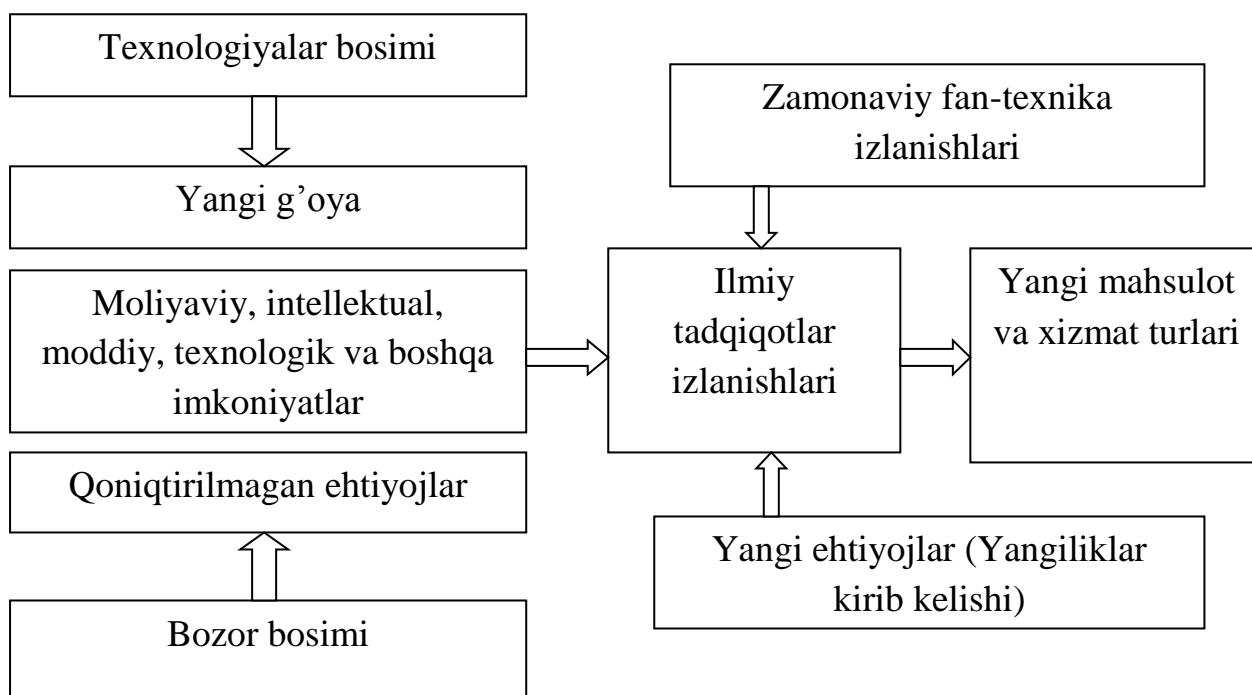 Texnologiyalar bosimi
Yangi g’oya
Moliyaviy, intellektual,
moddiy, texnologik va boshqa
imkoniyatlar
Qoniqtirilmagan ehtiyojlar
Bozor bosimi
Zamonaviy fan-texnika
izlanishlari
Ilmiy
tadqiqotlar
izlanishlari
Yangi ehtiyojlar (Yangiliklar
kirib kelishi)
Yangi mahsulot
va xizmat turlari